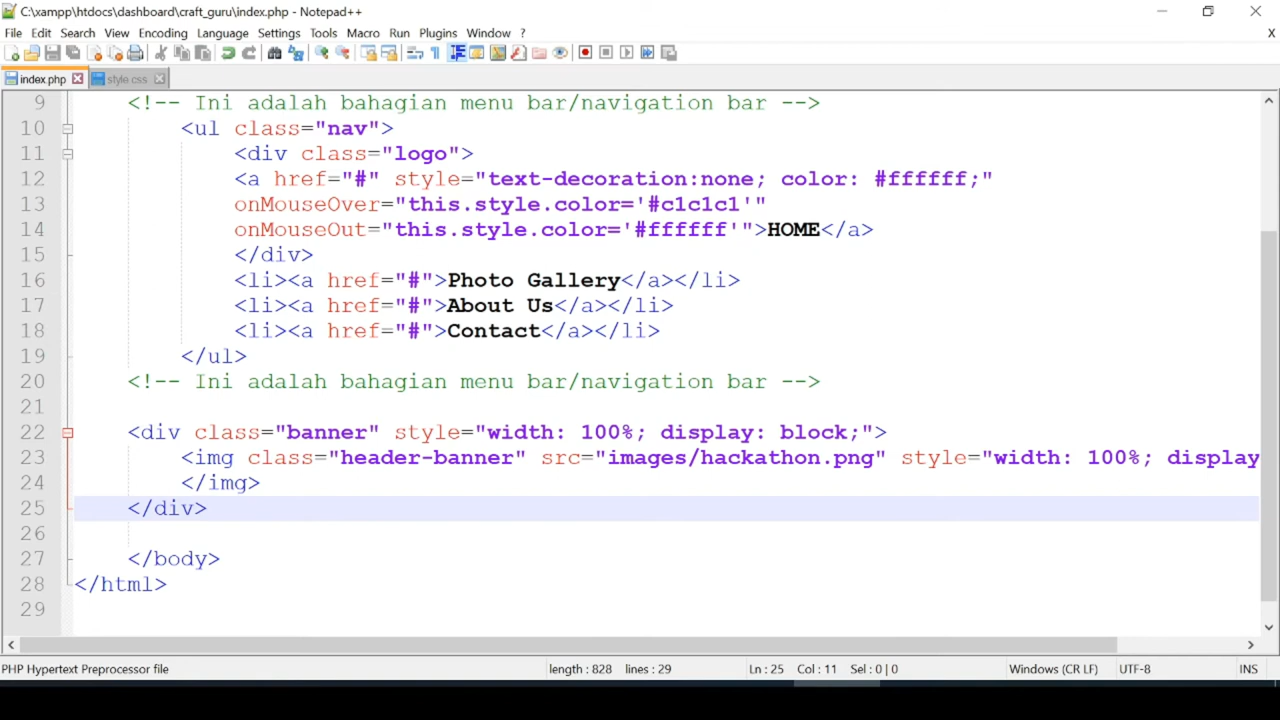 C:\xampp\htdocs\dashboard\craft_guru\index.php - Notepad++
File Edit Search View Encoding Language Settings Tools Macro Run Plugins Window ? X
index.php style css
9 <!-- Ini adalah bahagian menu bar/navigation bar -->
10 <ul class="nav">
11 <div class="logo">
12 <a href="#" style="text-decoration:none; color: #ffffff;"
13 onMouseOver="this.style.color='#c1c1c1'"
14 onMouseOut="this.style.color='#ffffff'">HOME</a>
15 </div>
16 <li><a href="#">Photo Gallery</a></li>
17 <li><a href="#">About Us</a></li>
18 <li><a href="#">Contact</a></li>
19 </ul>
20 <!-- Ini adalah bahagian menu bar/navigation bar -->
21
22 <div class="banner" style="width: 100%; display: block;">
23 <img class="header-banner" src="images/hackathon.png" style="width: 100%; display
24 </img>
25 </div>
26
27 </body>
28 </html>
29
PHP Hypertext Preprocessor file length : 828 lines : 29 Ln : 25 Col : 11 Sel : 0 | 0 Windows (CR LF) UTF-8 INS